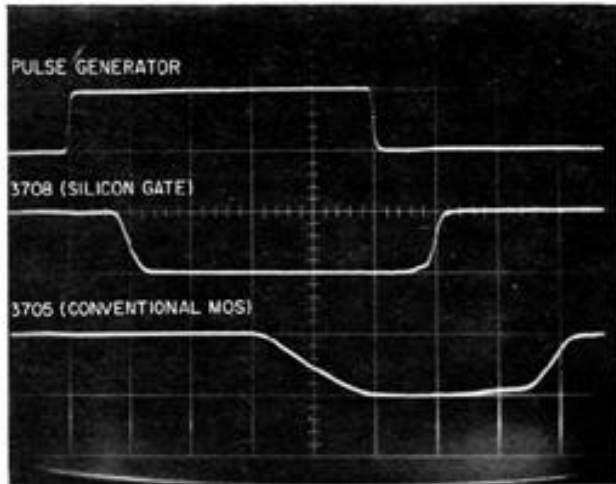 PULSE GENERATOR
3708 (SILICON GATE)
3705 (CONVENTIONAL MOS)